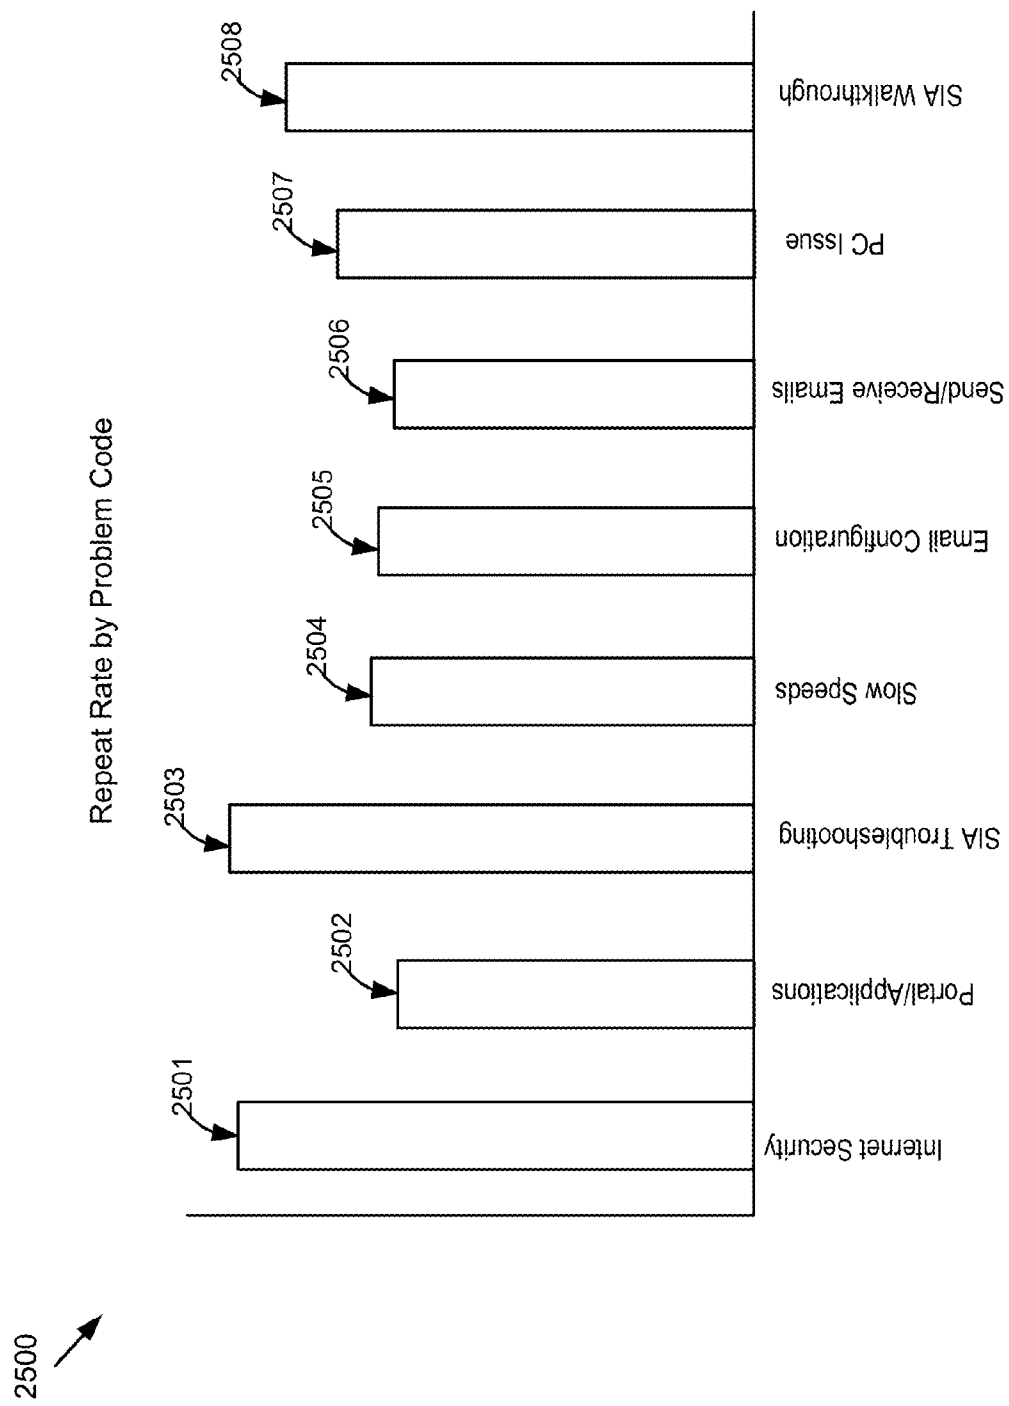 2500
Repeat Rate by Problem Code
2501
2502
2503
2504
2505
2506
2507
2508
Internet Security
Portal/Applications
SIA Troubleshooting
Slow Speeds
Email Configuration
Send/Receive Emails
PC Issue
SIA Walkthrough